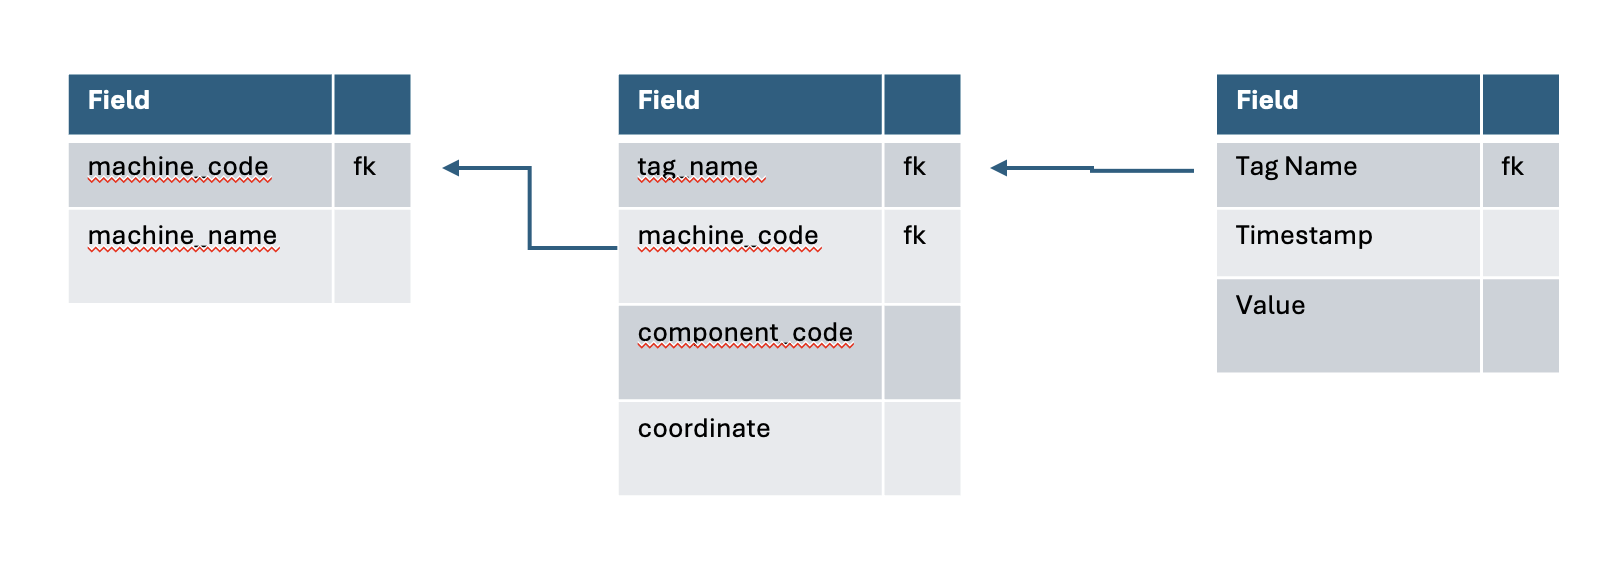 Field
machine_code fk
machine_name
Field
tag_name fk
machine_code fk
component_code
coordinate
Field
Tag Name fk
Timestamp
Value